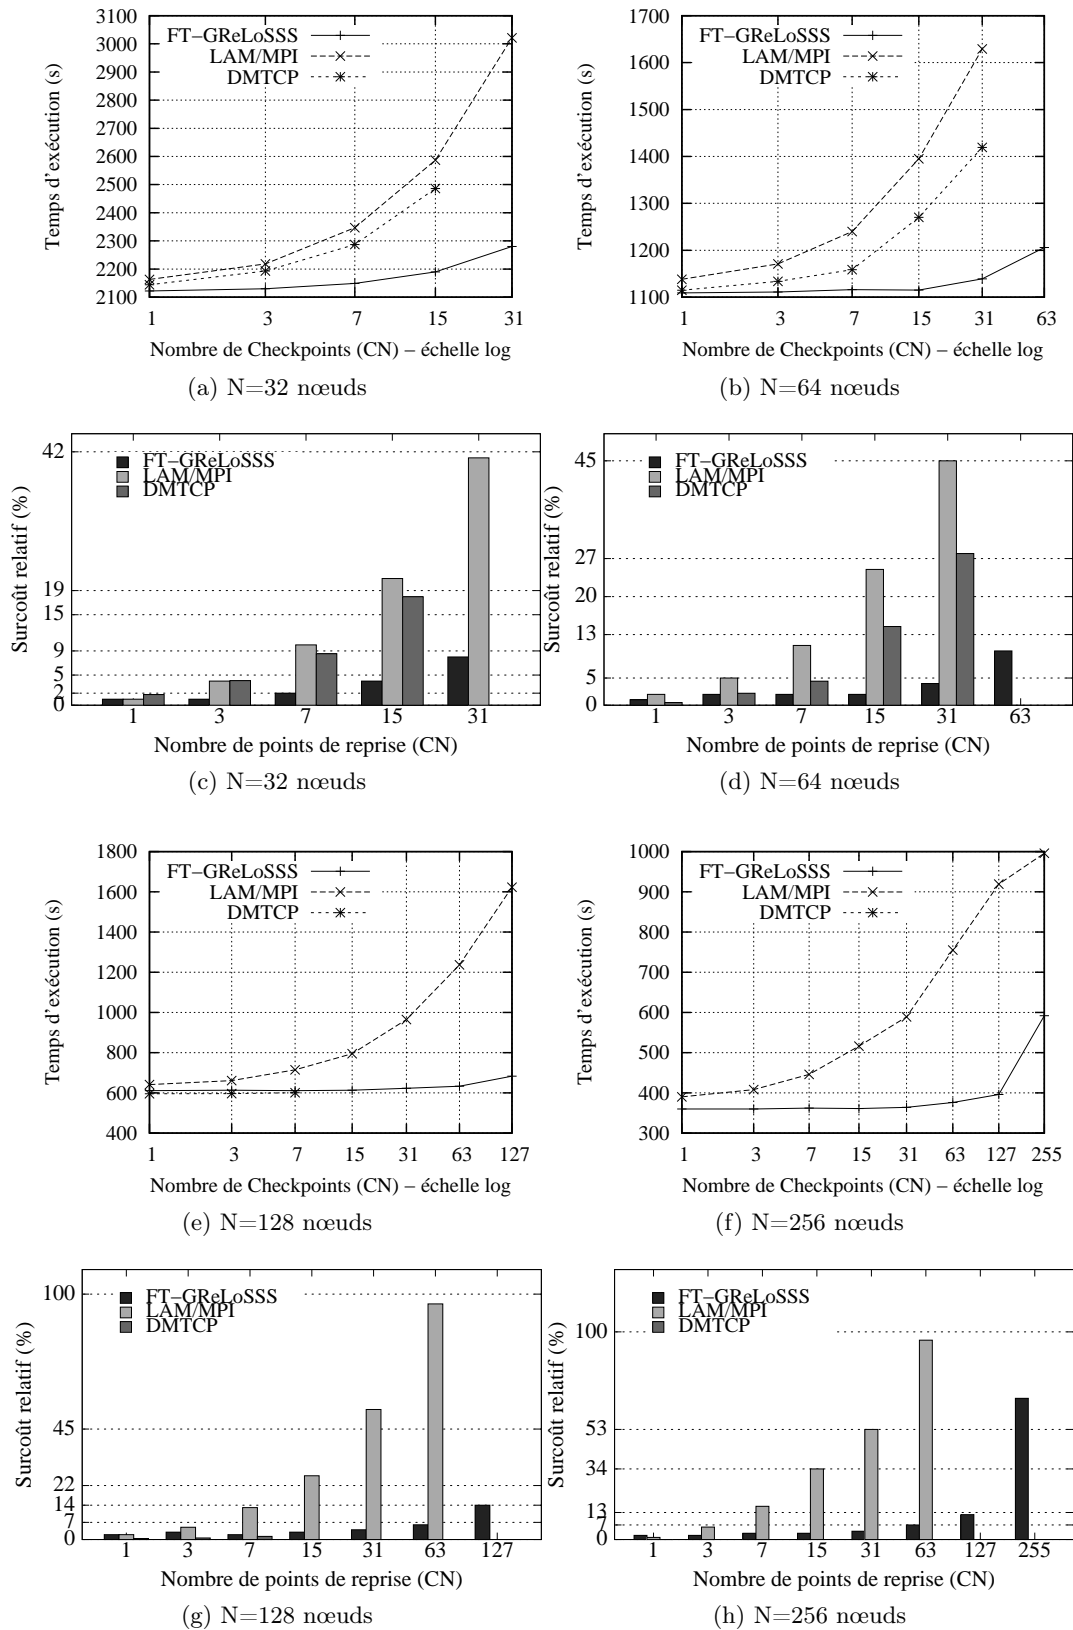 3100
3000
2900
2800
2700
2600
2500
2400
2300
2200
2100
Temps d'exécution (s)
FT−GReLoSSS
LAM/MPI
DMTCP
1 3 7 15 31
Nombre de Checkpoints (CN) – échelle log
(a) N=32 nœuds
1700
1600
1500
1400
1300
1200
1100
Temps d'exécution (s)
FT−GReLoSSS
LAM/MPI
DMTCP
1 3 7 15 31 63
Nombre de Checkpoints (CN) – échelle log
(b) N=64 nœuds
42
19
15
9
5
2
0
Surcoût relatif (%)
FT−GReLoSSS
LAM/MPI
DMTCP
1 3 7 15 31
Nombre de points de reprise (CN)
(c) N=32 nœuds
45
27
20
13
5
0
Surcoût relatif (%)
FT−GReLoSSS
LAM/MPI
DMTCP
1 3 7 15 31 63
Nombre de points de reprise (CN)
(d) N=64 nœuds
1800
1600
1400
1200
1000
800
600
400
Temps d'exécution (s)
FT−GReLoSSS
LAM/MPI
DMTCP
1 3 7 15 31 63 127
Nombre de Checkpoints (CN) – échelle log
(e) N=128 nœuds
1000
900
800
700
600
500
400
300
Temps d'exécution (s)
FT−GReLoSSS
LAM/MPI
DMTCP
1 3 7 15 31 63 127 255
Nombre de Checkpoints (CN) – échelle log
(f) N=256 nœuds
100
45
22
14
7
0
Surcoût relatif (%)
FT−GReLoSSS
LAM/MPI
DMTCP
1 3 7 15 31 63 127
Nombre de points de reprise (CN)
(g) N=128 nœuds
100
53
34
13
7
0
Surcoût relatif (%)
FT−GReLoSSS
LAM/MPI
DMTCP
1 3 7 15 31 63 127 255
Nombre de points de reprise (CN)
(h) N=256 nœuds